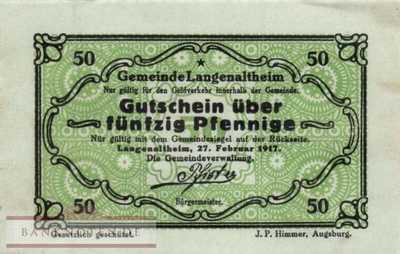 50 50
Gemeinde Langenaltheim
Nur gültig für den Geldverkehr innerhalb der Gemeinde.
Gutschein über
fünfzig Pfennige
Nur gültig mit dem Gemeindesiegel auf der Rückseite.
Langenaltheim, 27. Februar 1917.
Die Gemeindeverwaltung.
Bürgermeister.
50 50
Gesetzlich geschützt. J. P. Himmer, Augsburg.